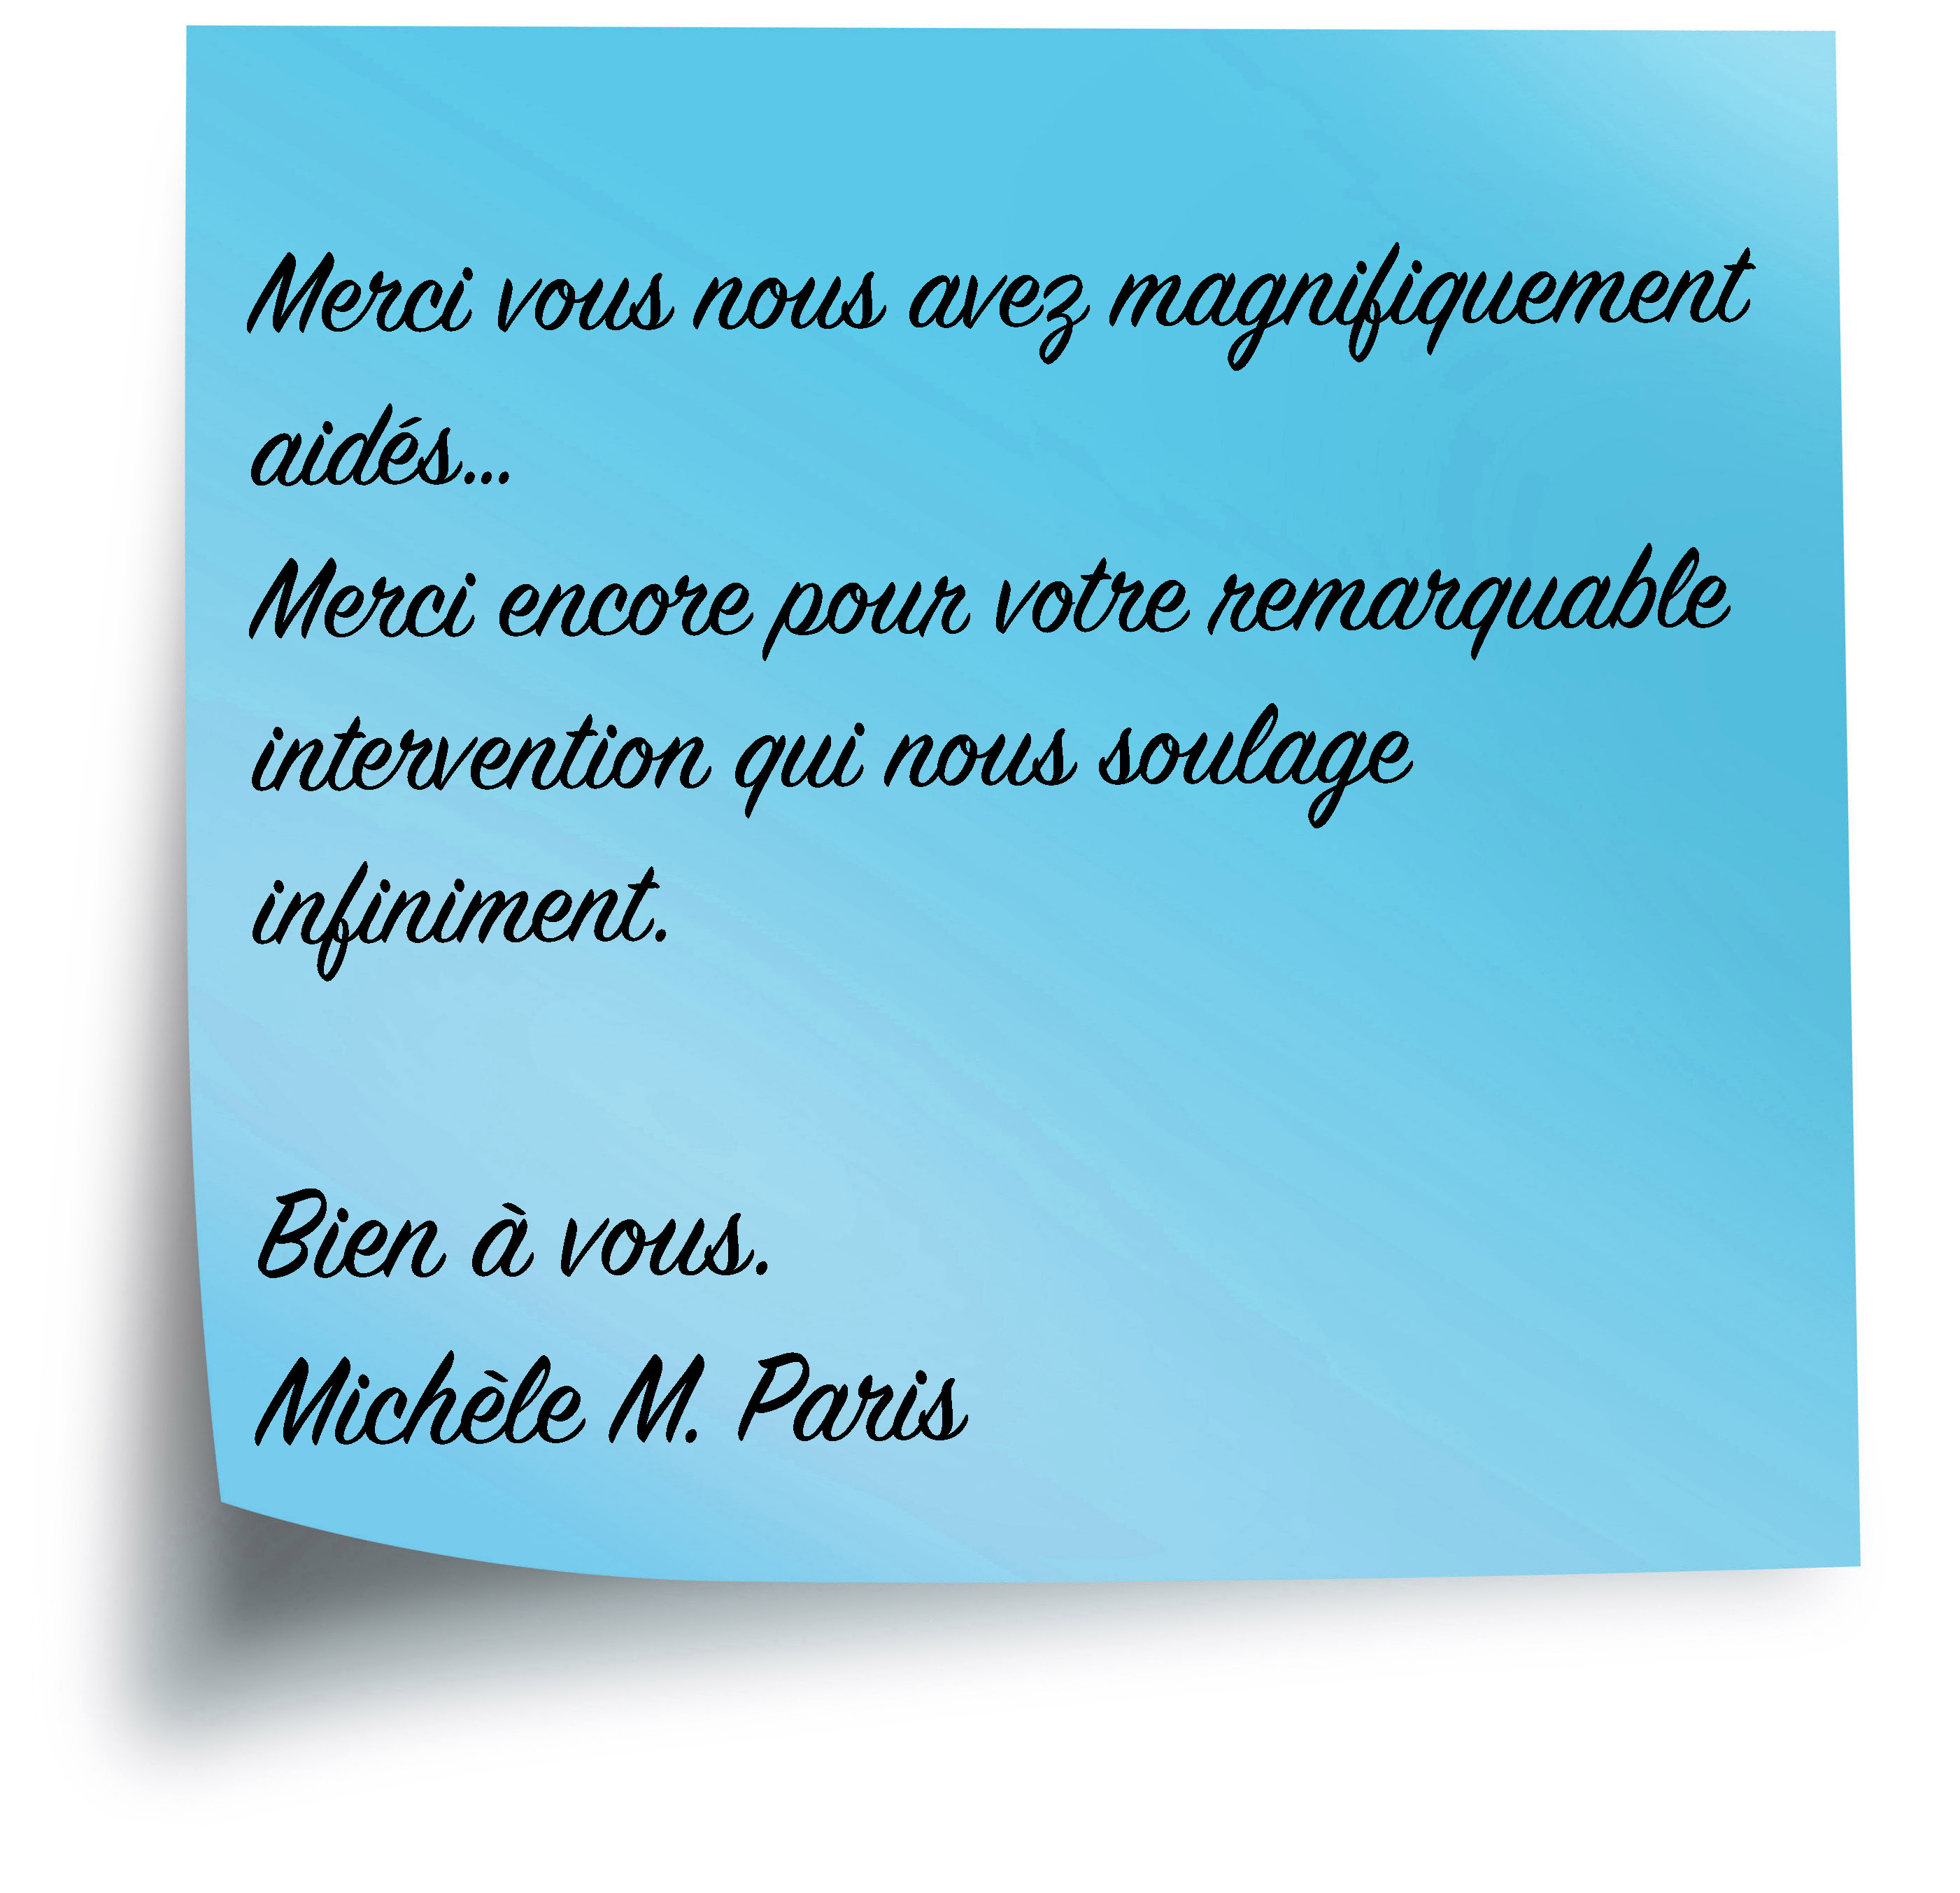 Merci vous nous avez magnifiquement
aidés...
Merci encore pour votre remarquable
intervention qui nous soulage
infiniment.
Bien à vous.
Michèle M. Paris